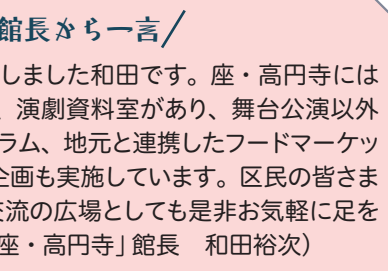 館長から一言
しました和田です。座・高円寺には
、演劇資料室があり、舞台公演以外
ラム、地元と連携したフードマーケッ
企画も実施しています。区民の皆さま
交流の広場としても是非お気軽に足を
座・高円寺」館長　和田裕次）